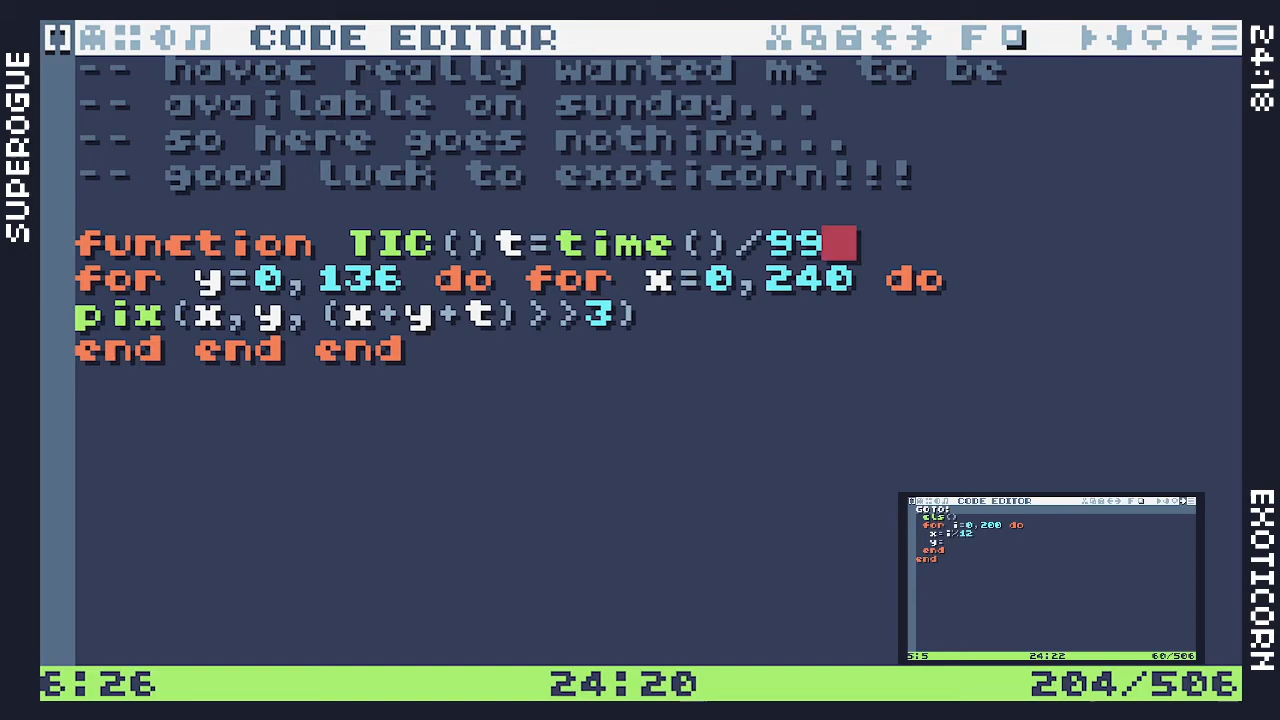 CODE EDITOR
F
-- havoc really wanted me to be
-- available on sunday...
-- so here goes nothing...
-- good luck to exoticorn!!!
function TIC()t=time()/99
for y=0,136 do for x=0,240 do
pix(x,y,(x+y+t)>>3)
end end end
6:26
24:20
204/506
SUPEROGUE
24:18
EXOTICORN
CODE EDITOR
F
GOTO:
cls()
for i=0,200 do
x=i/12
y=
end
end
5:5
24:22
60/506